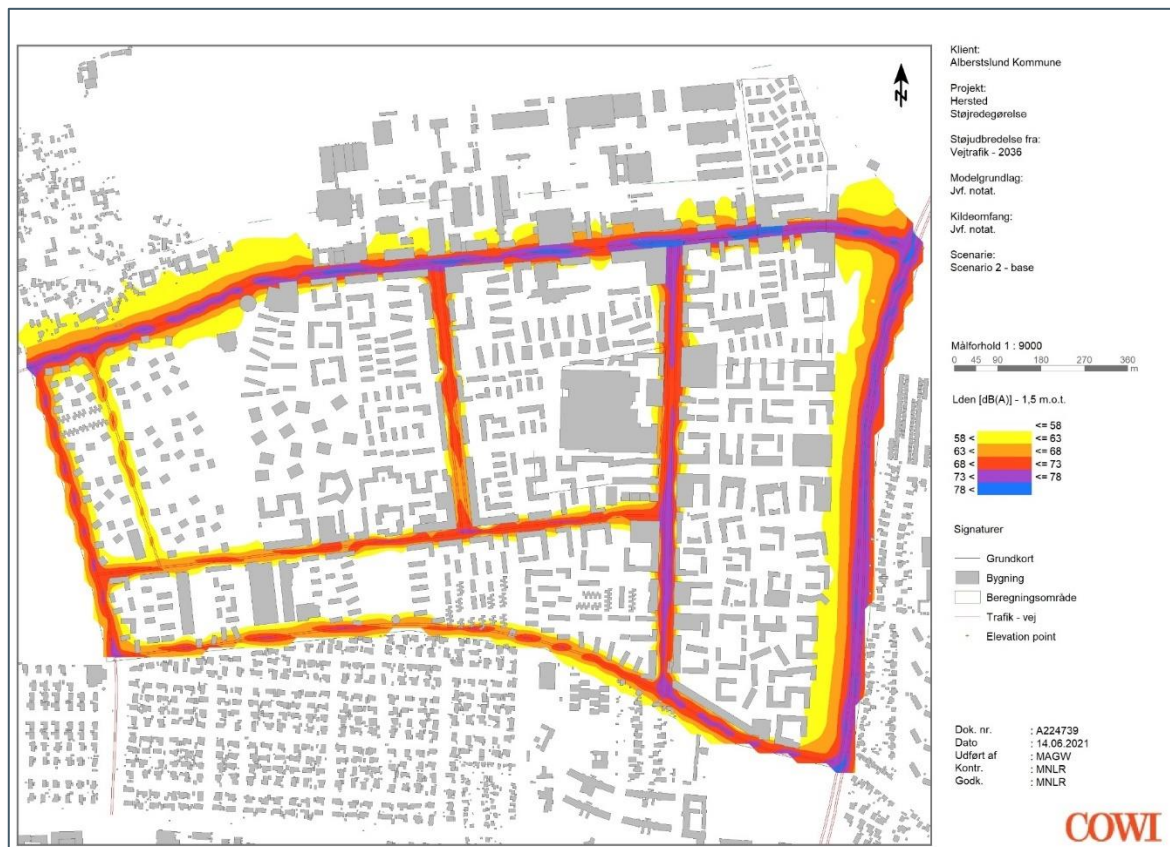 Klient:
Alberstslund Kommune
Projekt:
Hersted
Støjredegørelse
Støjudbredelse fra:
Vejtrafik - 2036
Modelgrundlag:
Jvf. notat.
Kildeomfang:
Jvf. notat.
Scenarie:
Scenario 2 - base
N
Målforhold 1 : 9000
0 45 90 180 270 360
m
Lden [dB(A)] - 1,5 m.o.t.
<= 58
58 < <= 63
63 < <= 68
68 < <= 73
73 < <= 78
78 <
Signaturer
Grundkort
Bygning
Beregningsområde
Trafik - vej
Elevation point
Dok. nr. : A224739
Dato : 14.06.2021
Udført af : MAGW
Kontr. : MNLR
Godk. : MNLR
COWI